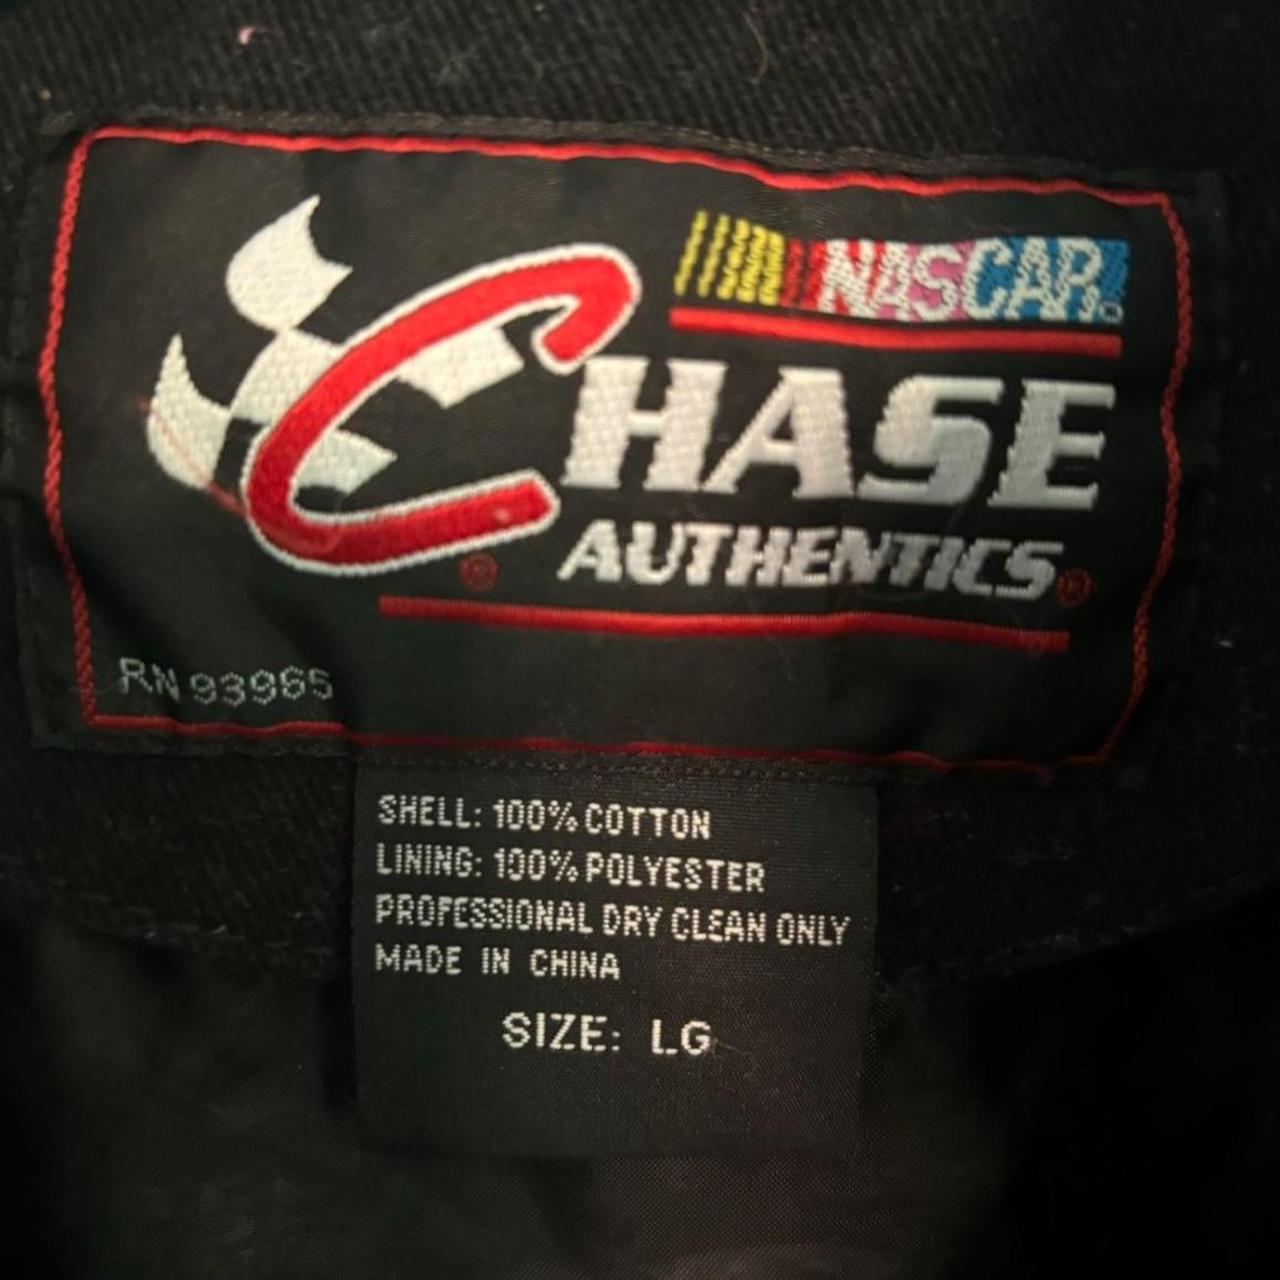 NASCAR®
CHASE
AUTHENTICS®
®
RN 93965
SHELL: 100% COTTON
LINING: 100% POLYESTER
PROFESSIONAL DRY CLEAN ONLY
MADE IN CHINA
SIZE: LG